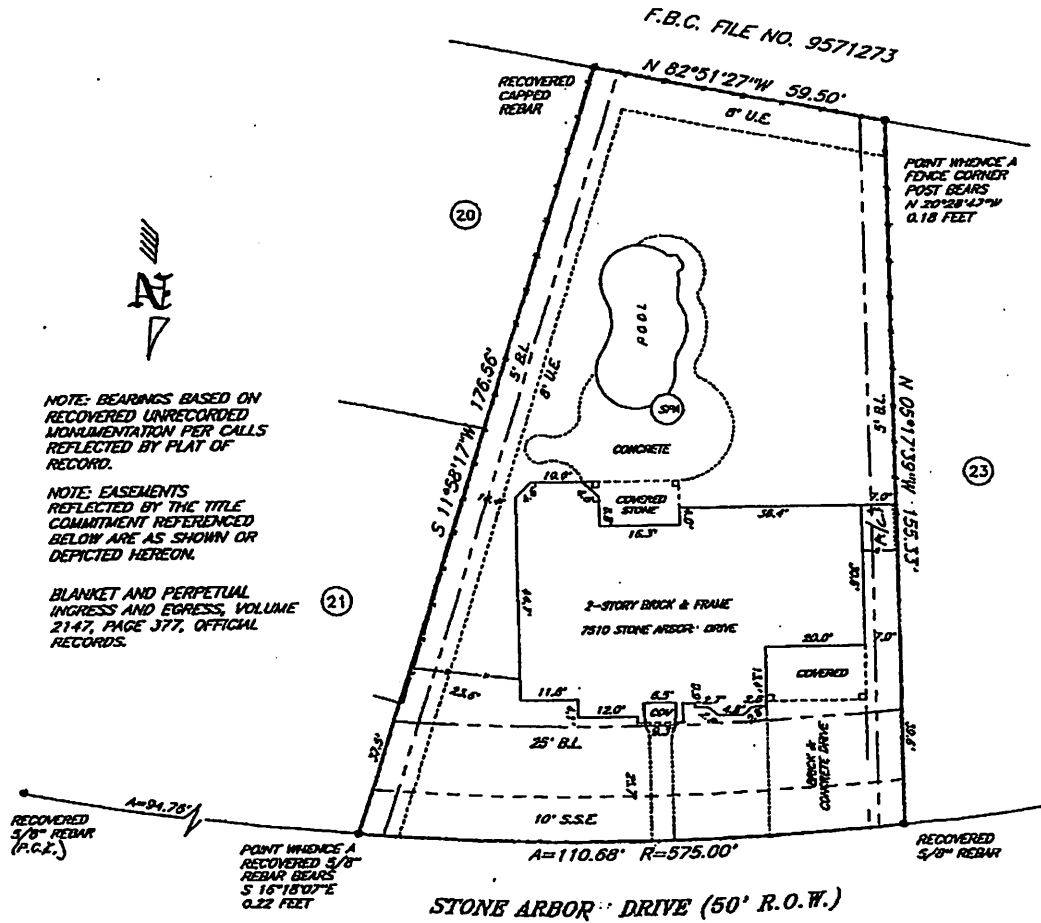 F.B.C. FILE NO. 9571273
N 82°51'27"W 59.50'
RECOVERED
CAPPED
REBAR
8' U.E.
POINT WHENCE A
FENCE CORNER
POST BEARS
N 20°28'47"W
0.18 FEET
20
N
POOL
SPA
CONCRETE
S 11°58'17"W 176.56'
5' B.L.
8' U.E.
N 05°17'39"W 155.33'
5' B.L.
23
NOTE: BEARINGS BASED ON
RECOVERED UNRECORDED
MONUMENTATION PER CALLS
REFLECTED BY PLAT OF
RECORD.
NOTE: EASEMENTS
REFLECTED BY THE TITLE
COMMITMENT REFERENCED
BELOW ARE AS SHOWN OR
DEPICTED HEREON.
BLANKET AND PERPETUAL
INGRESS AND EGRESS, VOLUME
2147, PAGE 377, OFFICIAL
RECORDS.
21
10.0'
COVERED
STONE
16.3'
7.0'
A/C
2-STORY BRICK & FRAME
7510 STONE ARBOR DRIVE
20.0'
7.0'
COVERED
13.4'
23.6'
11.8'
12.0'
6.5'
COV
4.8'
25' B.L.
BRICK &
CONCRETE DRIVE
10' S.S.E.
A=94.76'
RECOVERED
5/8" REBAR
POINT WHENCE A
RECOVERED 5/8"
REBAR BEARS
S 16°18'07"E
0.22 FEET
A=110.68' R=575.00'
RECOVERED
5/8" REBAR
STONE ARBOR DRIVE (50' R.O.W.)